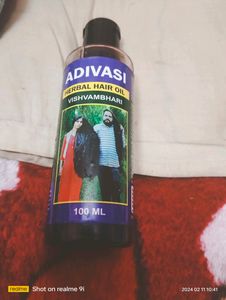 ADIVASI
HERBAL HAIR OIL
VISHVAMBHARI
100 ML
realme
Shot on realme 9i
2024 02 11 10:41